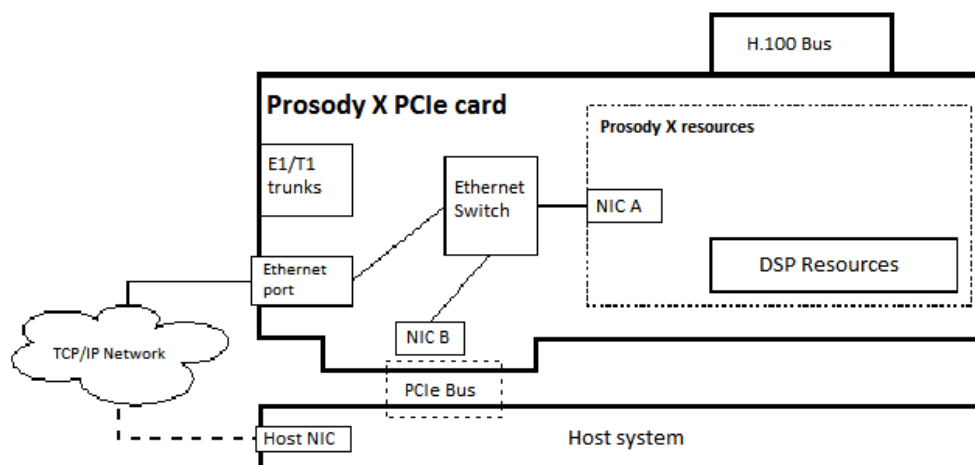 H.100 Bus
Prosody X PCIe card
Prosody X resources
E1/T1
trunks
Ethernet
Switch
NIC A
DSP Resources
Ethernet
port
NIC B
TCP/IP Network
PCIe Bus
Host NIC
Host system